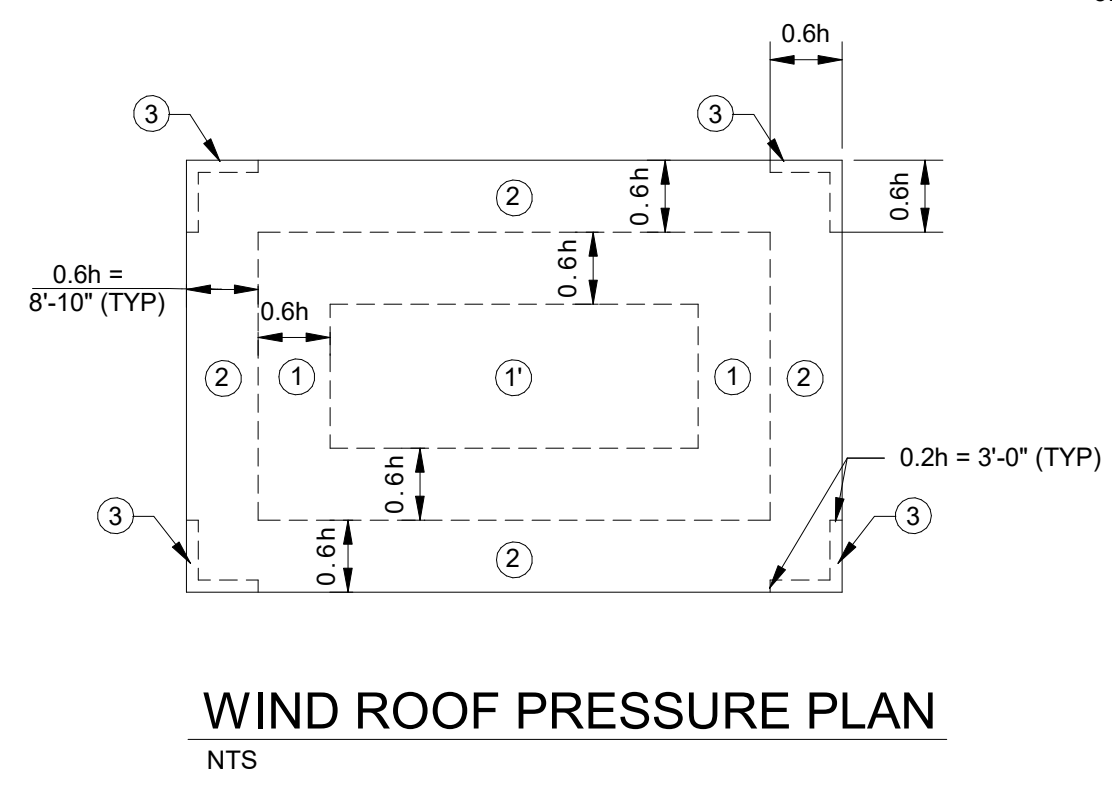 0.6h
3
3
2
0.6h
0.6h
0.6h
0.6h =
8'-10" (TYP)
0.6h
2
1
1'
1
2
0.6h
0.2h = 3'-0" (TYP)
3
3
0.6h
2
WIND ROOF PRESSURE PLAN
NTS